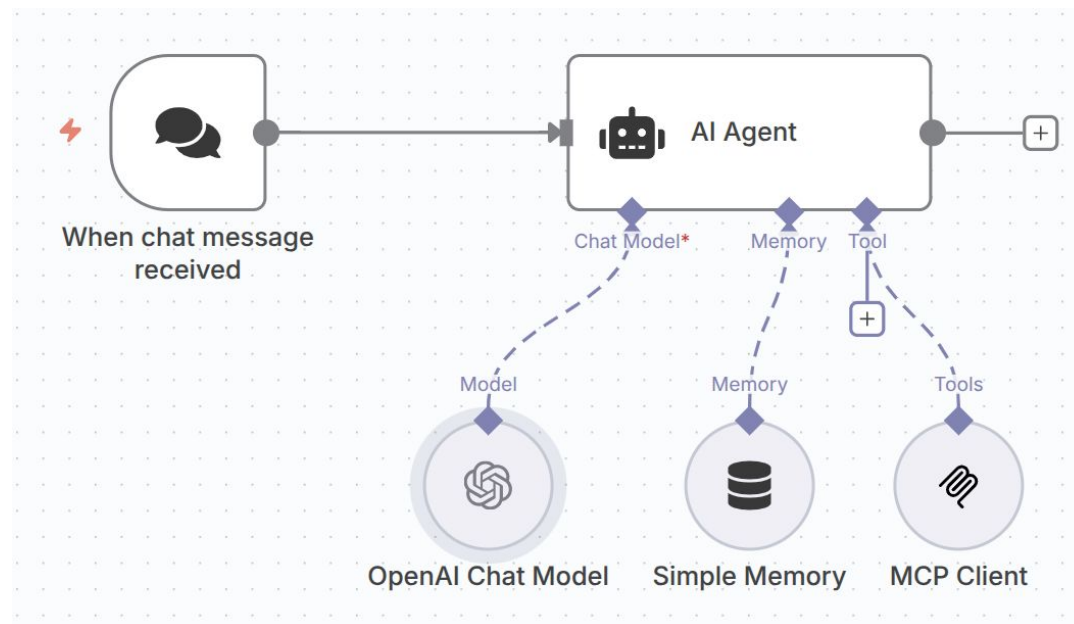 AI Agent
When chat message
received
Chat Model*
Memory
Tool
Model
Memory
Tools
OpenAI Chat Model
Simple Memory
MCP Client